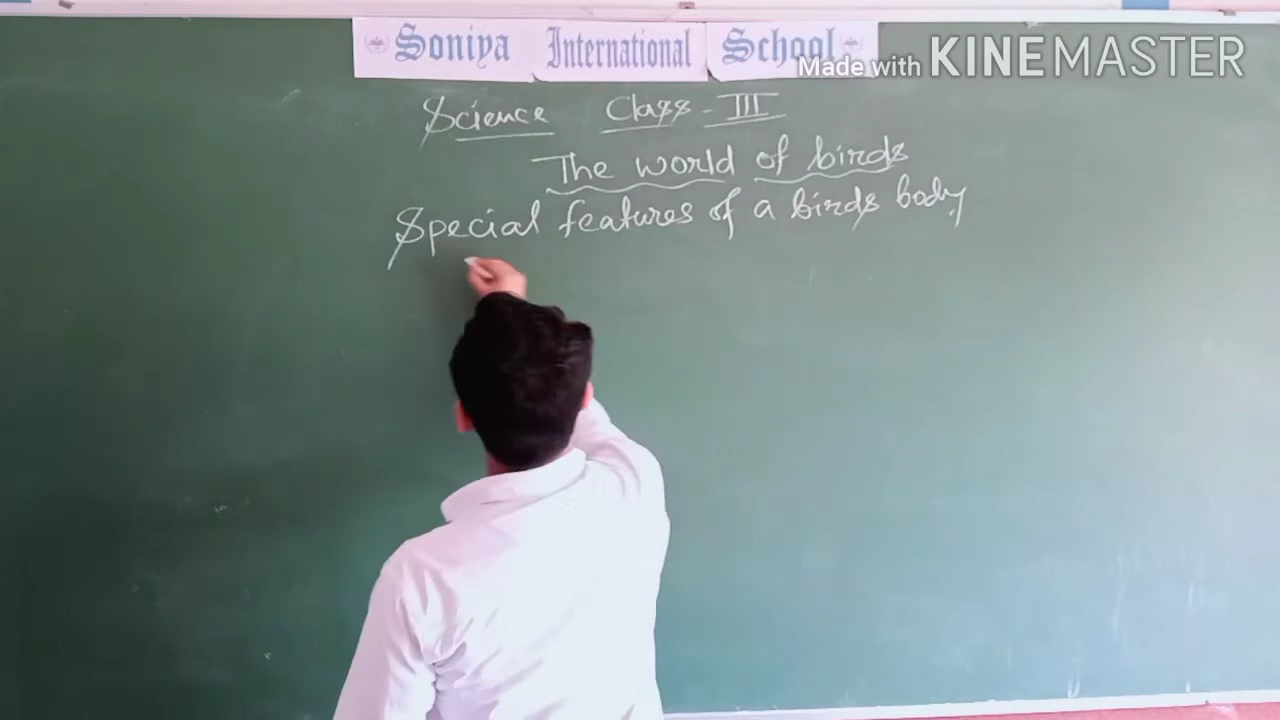 Soniya International School
Made with KINEMASTER
Science Class - III
The world of birds
Special features of a birds body